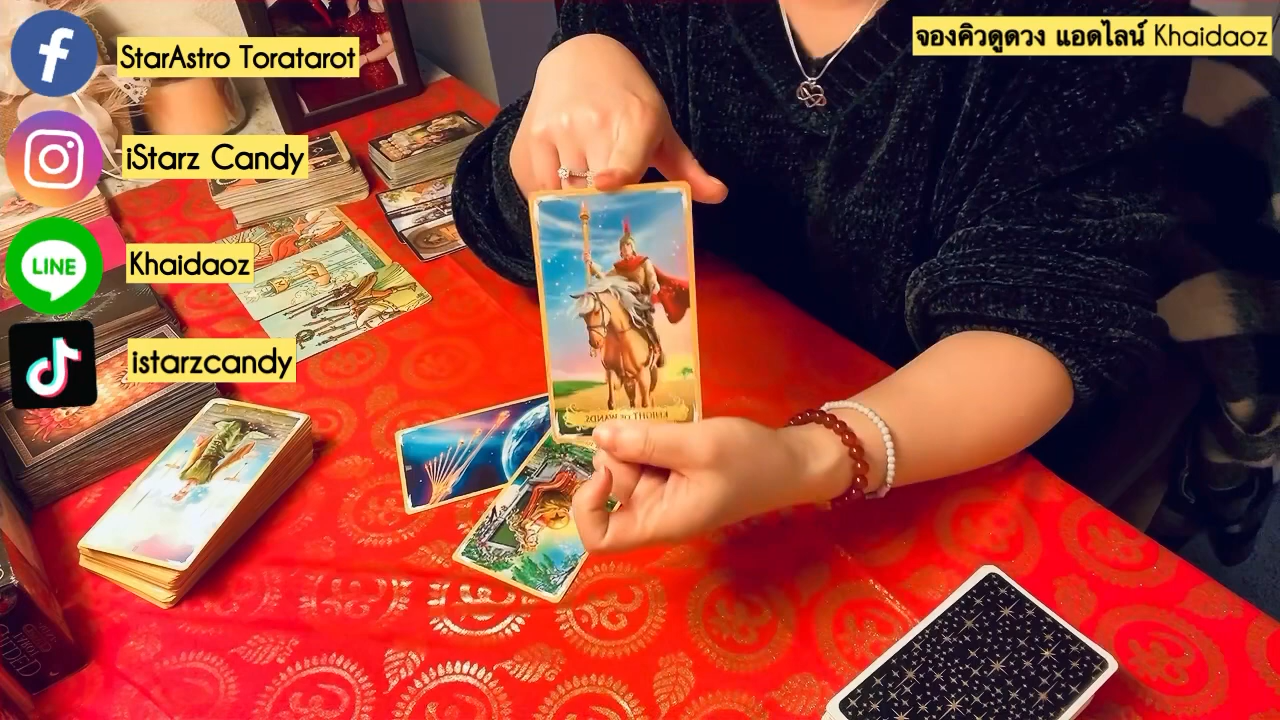 StarAstro Toratarot
จองคิวดูดวง แอดไลน์ Khaidaoz
iStarz Candy
LINE
Khaidaoz
istarzcandy
KNIGHT OF WANDS